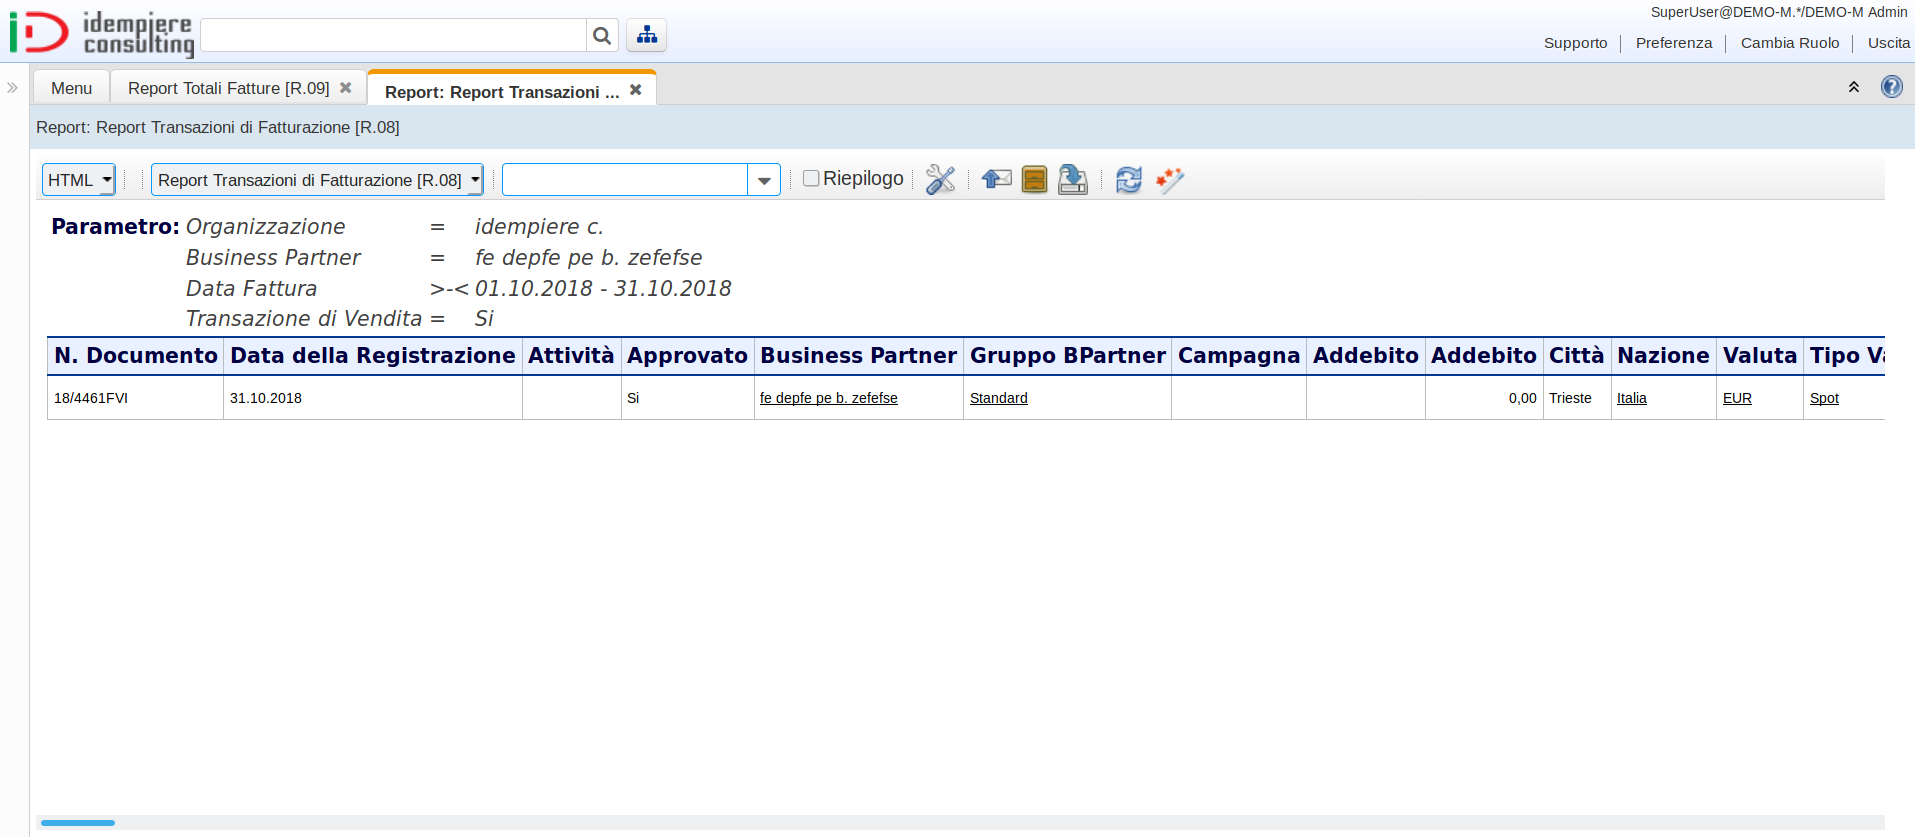 idempiere
consulting
SuperUser@DEMO-M.*/DEMO-M Admin
Supporto Preferenza Cambia Ruolo Uscita
Menu Report Totali Fatture [R.09] Report: Report Transazioni ...
Report: Report Transazioni di Fatturazione [R.08]
HTML Report Transazioni di Fatturazione [R.08] Riepilogo
Parametro: Organizzazione = idempiere c.
Business Partner = fe depfe pe b. zefefse
Data Fattura >-< 01.10.2018 - 31.10.2018
Transazione di Vendita = Si
N. Documento Data della Registrazione Attività Approvato Business Partner Gruppo BPartner Campagna Addebito Addebito Città Nazione Valuta Tipo Va
18/4461FVI 31.10.2018 Si fe depfe pe b. zefefse Standard 0,00 Trieste Italia EUR Spot